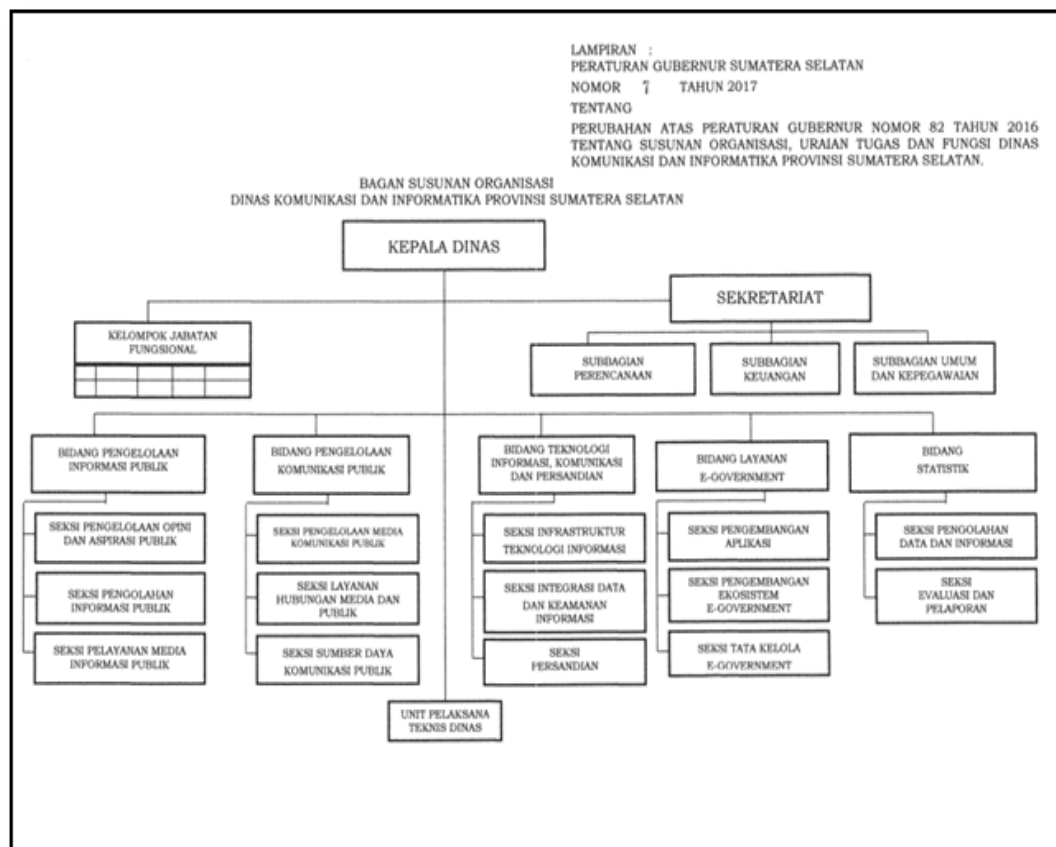 LAMPIRAN :
PERATURAN GUBERNUR SUMATERA SELATAN
NOMOR 7 TAHUN 2017
TENTANG
PERUBAHAN ATAS PERATURAN GUBERNUR NOMOR 82 TAHUN 2016
TENTANG SUSUNAN ORGANISASI, URAIAN TUGAS DAN FUNGSI DINAS
KOMUNIKASI DAN INFORMATIKA PROVINSI SUMATERA SELATAN.
BAGAN SUSUNAN ORGANISASI
DINAS KOMUNIKASI DAN INFORMATIKA PROVINSI SUMATERA SELATAN
KEPALA DINAS
SEKRETARIAT
KELOMPOK JABATAN
FUNGSIONAL
SUBBAGIAN
PERENCANAAN
SUBBAGIAN
KEUANGAN
SUBBAGIAN UMUM
DAN KEPEGAWAIAN
BIDANG PENGELOLAAN
INFORMASI PUBLIK
SEKSI PENGELOLAAN OPINI
DAN ASPIRASI PUBLIK
SEKSI PENGOLAHAN
INFORMASI PUBLIK
SEKSI PELAYANAN MEDIA
INFORMASI PUBLIK
BIDANG PENGELOLAAN
KOMUNIKASI PUBLIK
SEKSI PENGELOLAAN MEDIA
KOMUNIKASI PUBLIK
SEKSI LAYANAN
HUBUNGAN MEDIA DAN
PUBLIK
SEKSI SUMBER DAYA
KOMUNIKASI PUBLIK
BIDANG TEKNOLOGI
INFORMASI, KOMUNIKASI
DAN PERSANDIAN
SEKSI INFRASTRUKTUR
TEKNOLOGI INFORMASI
SEKSI INTEGRASI DATA
DAN KEAMANAN
INFORMASI
SEKSI
PERSANDIAN
BIDANG LAYANAN
E-GOVERNMENT
SEKSI PENGEMBANGAN
APLIKASI
SEKSI PENGEMBANGAN
EKOSISTEM
E-GOVERNMENT
SEKSI TATA KELOLA
E-GOVERNMENT
BIDANG
STATISTIK
SEKSI PENGOLAHAN
DATA DAN INFORMASI
SEKSI
EVALUASI DAN
PELAPORAN
UNIT PELAKSANA
TEKNIS DINAS